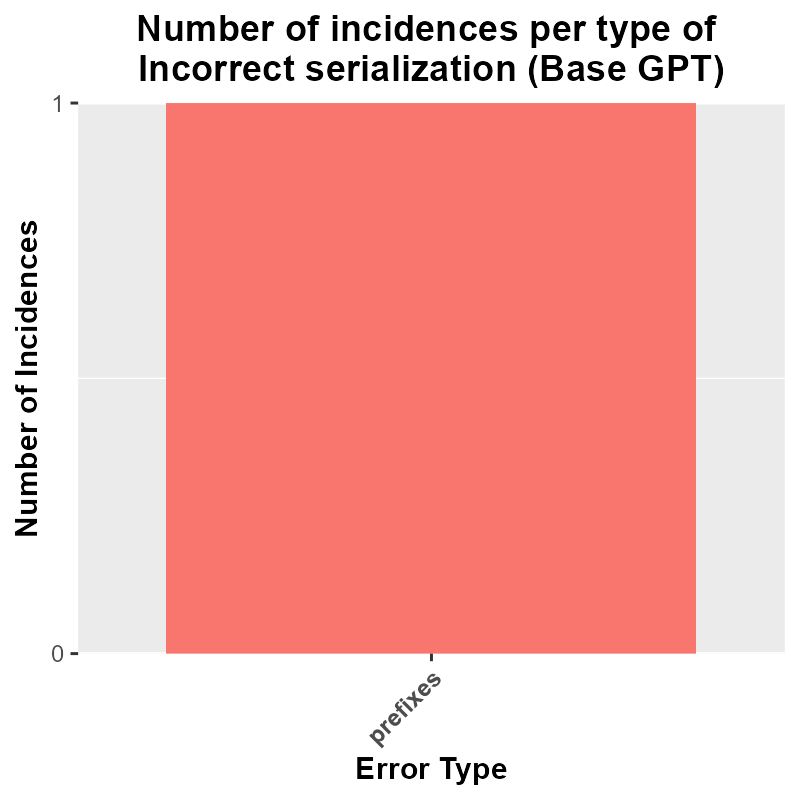 Number of incidences per type of
Incorrect serialization (Base GPT)
1
Number of Incidences
0
prefixes
Error Type